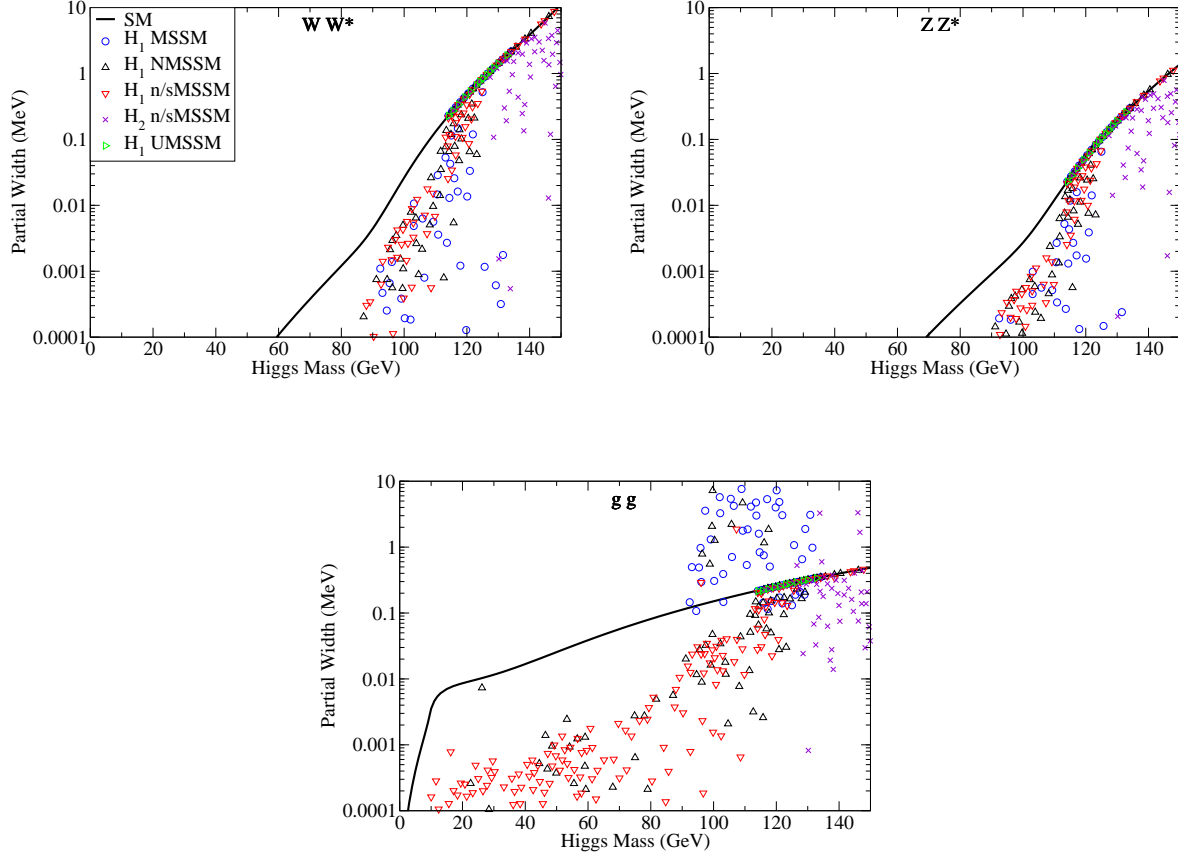 SM
H1 MSSM
H1 NMSSM
H1 n/sMSSM
H2 n/sMSSM
H1 UMSSM
W W*
10
1
0.1
0.01
0.001
0.0001
Partial Width (MeV)
0 20 40 60 80 100 120 140
Higgs Mass (GeV)
Z Z*
10
1
0.1
0.01
0.001
0.0001
Partial Width (MeV)
0 20 40 60 80 100 120 140
Higgs Mass (GeV)
g g
10
1
0.1
0.01
0.001
0.0001
Partial Width (MeV)
0 20 40 60 80 100 120 140
Higgs Mass (GeV)